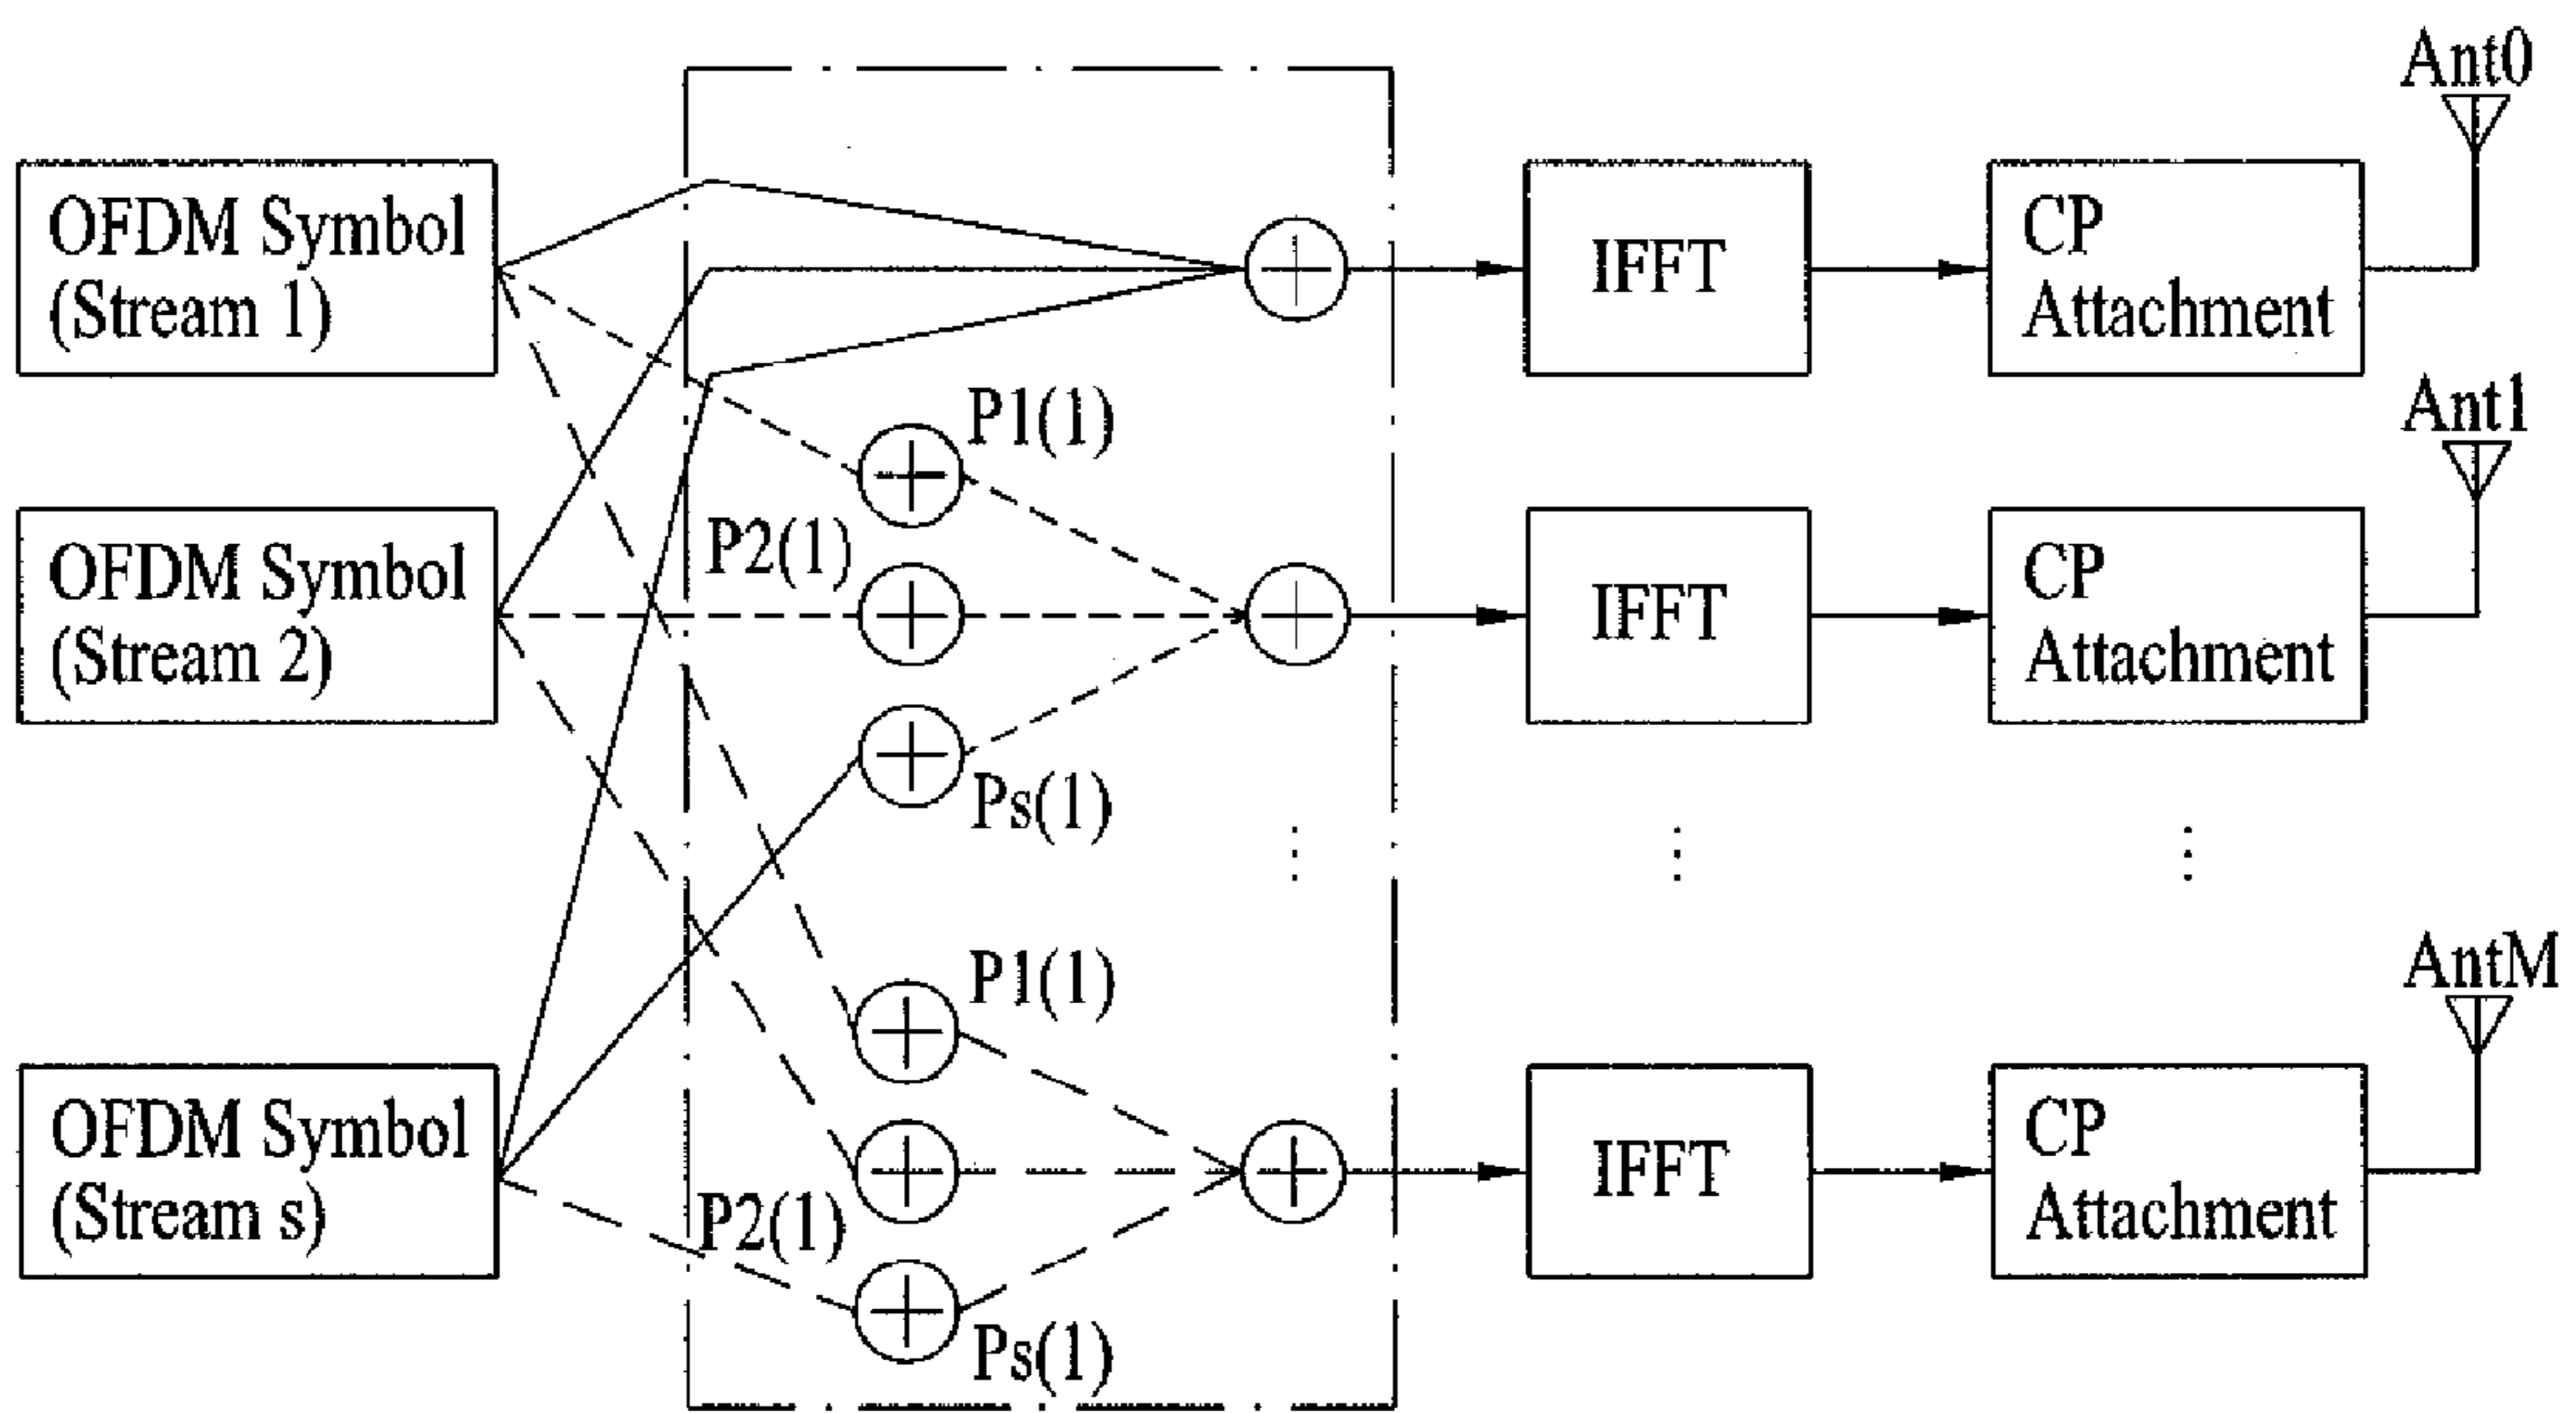 Ant0
OFDM Symbol
(Stream 1)
IFFT
CP
Attachment
P1(1)
Ant1
P2(1)
OFDM Symbol
(Stream 2)
IFFT
CP
Attachment
Ps(1)
P1(1)
AntM
OFDM Symbol
(Stream s)
IFFT
CP
Attachment
P2(1)
Ps(1)